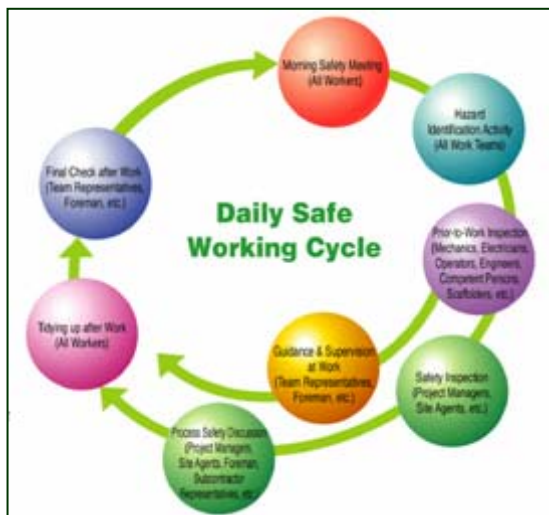 Daily Safe
Working Cycle
Morning Safety Meeting
(All Workers)
Hazard
Identification Activity
(All Work Teams)
Prior-to-Work Inspection
(Mechanics, Electricians,
Operators, Engineers,
Competent Persons,
Scaffolders, etc.)
Safety Inspection
(Project Managers,
Site Agents, etc.)
Guidance & Supervision
at Work
(Team Representatives,
Foreman, etc.)
Process Safety Discussion
(Project Managers,
Site Agents, Foreman,
Subcontractor
Representatives, etc.)
Tidying up after Work
(All Workers)
Final Check after Work
(Team Representatives,
Foreman, etc.)